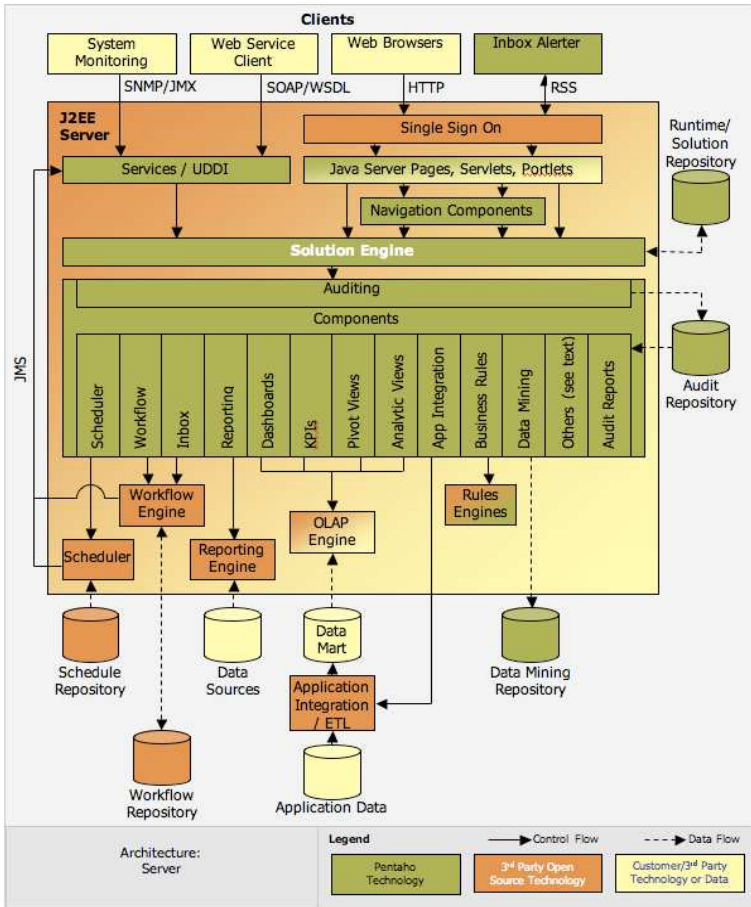 Clients
System
Monitoring
Web Service
Client
Web Browsers
Inbox Alerter
SNMP/JMX
SOAP/WSDL
HTTP
RSS
J2EE
Server
Single Sign On
Runtime/
Solution
Repository
Services / UDDI
Java Server Pages, Servlets, Portlets
Navigation Components
Solution Engine
Auditing
Components
JMS
Scheduler
Workflow
Inbox
Reporting
Dashboards
KPIs
Pivot Views
Analytic Views
App Integration
Business Rules
Data Mining
Others (see text)
Audit Reports
Audit
Repository
Workflow
Engine
Rules
Engines
OLAP
Engine
Scheduler
Reporting
Engine
Schedule
Repository
Data
Sources
Data
Mart
Data Mining
Repository
Application
Integration
/ ETL
Workflow
Repository
Application Data
Architecture:
Server
Legend
Control Flow
Data Flow
Pentaho
Technology
3rd Party Open
Source Technology
Customer/3rd Party
Technology or Data